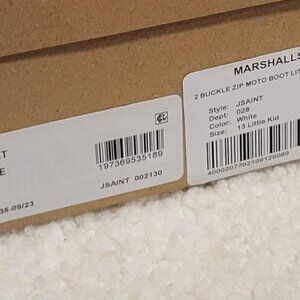 MARSHALLS
2 BUCKLE ZIP MOTO BOOT LIT
Style: JSAINT
Dept: 028
Color: White
Size: 13 Little Kid
4000207702109126089
197369535189
JSAINT 002130
35-09/23